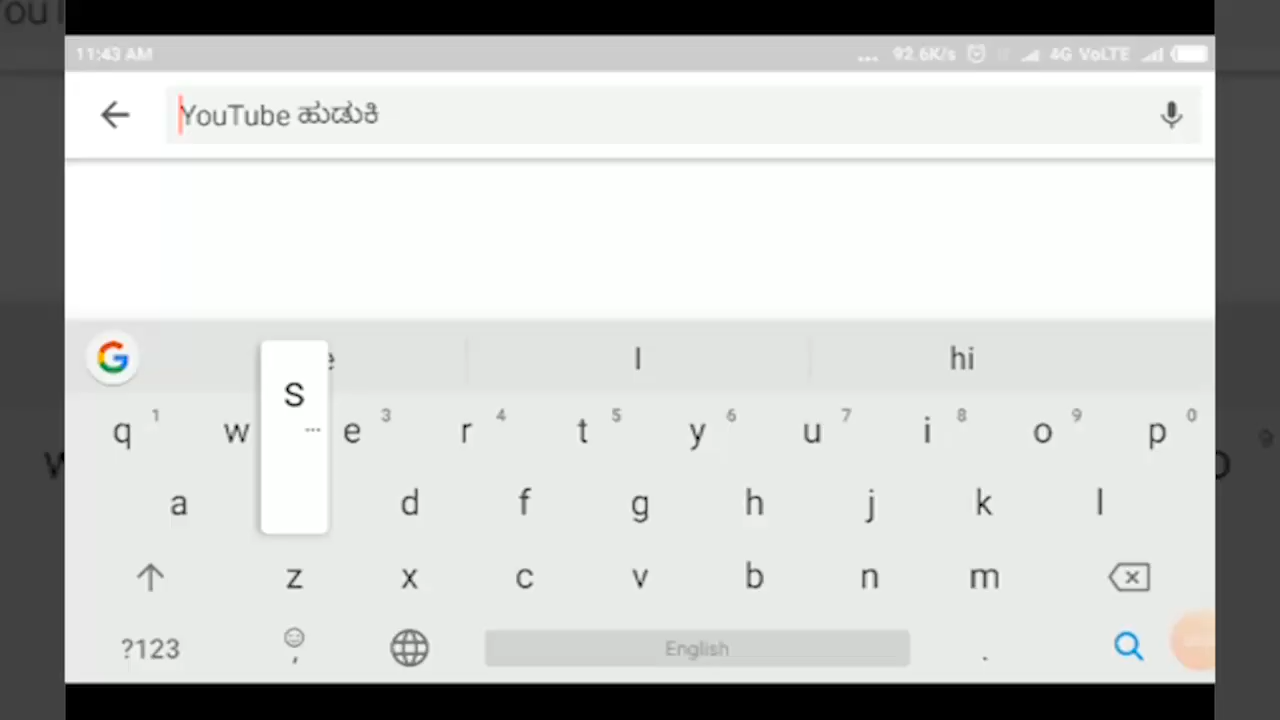 11:43 AM ... 92.6K/s 4G VoLTE
YouTube ಹುಡುಕಿ
I hi
q 1 w e 3 r 4 t 5 y 6 u 7 i 8 o 9 p 0
S
a d f g h j k l
z x c v b n m
?123 , English .